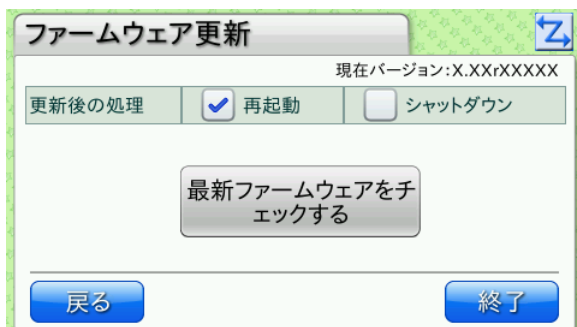 ファームウェア更新
現在バージョン:X.XXrXXXXX
更新後の処理 再起動 シャットダウン
最新ファームウェアをチ
ェックする
戻る 終了